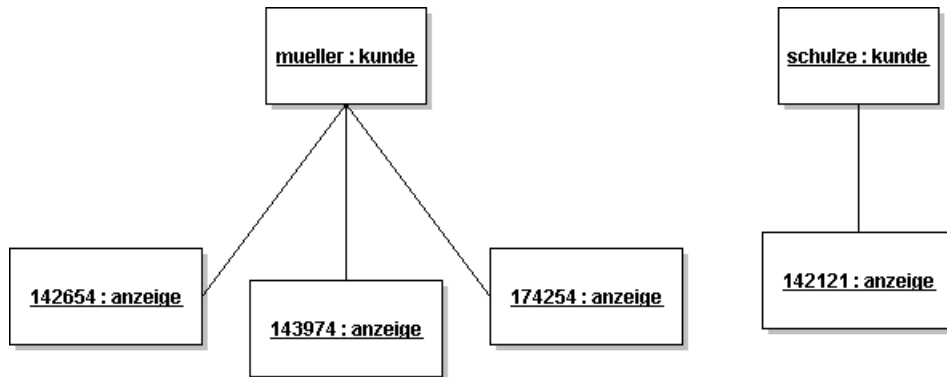 mueller : kunde
schulze : kunde
142654 : anzeige
143974 : anzeige
174254 : anzeige
142121 : anzeige